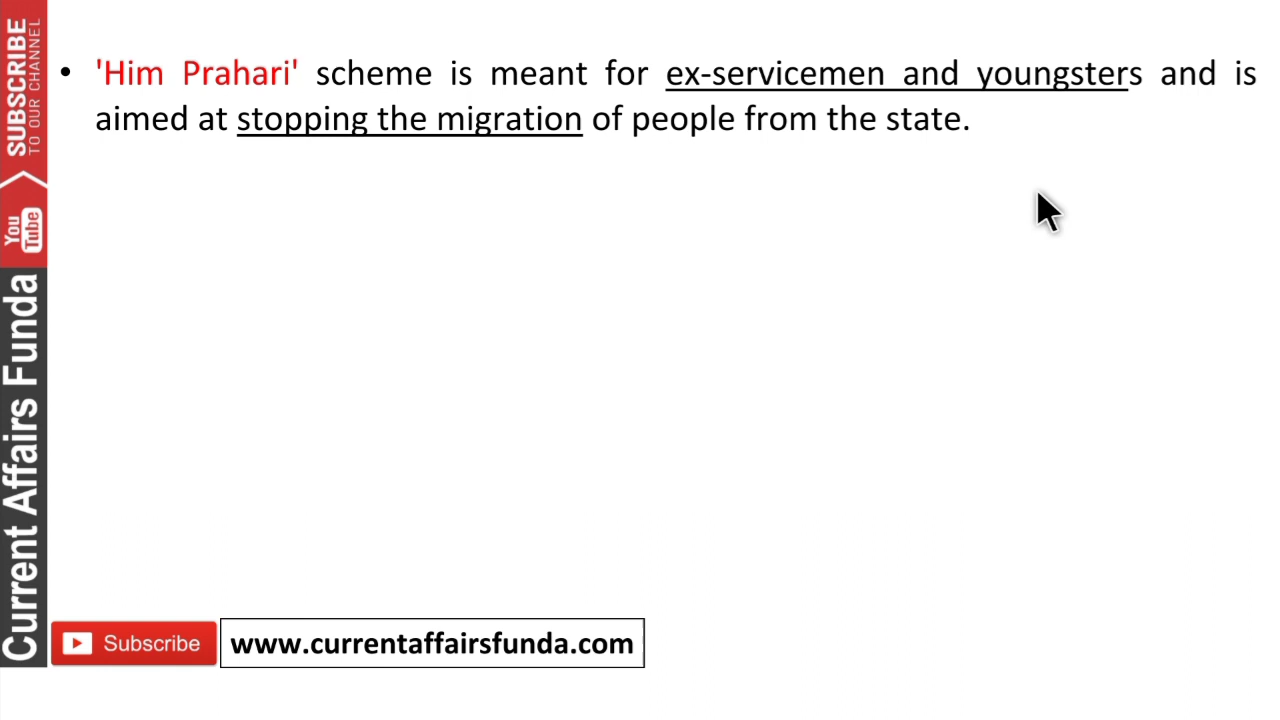 • 'Him Prahari' scheme is meant for ex-servicemen and youngsters and is
aimed at stopping the migration of people from the state.
SUBSCRIBE
TO OUR CHANNEL
You
Tube
Current Affairs Funda
Subscribe
www.currentaffairsfunda.com